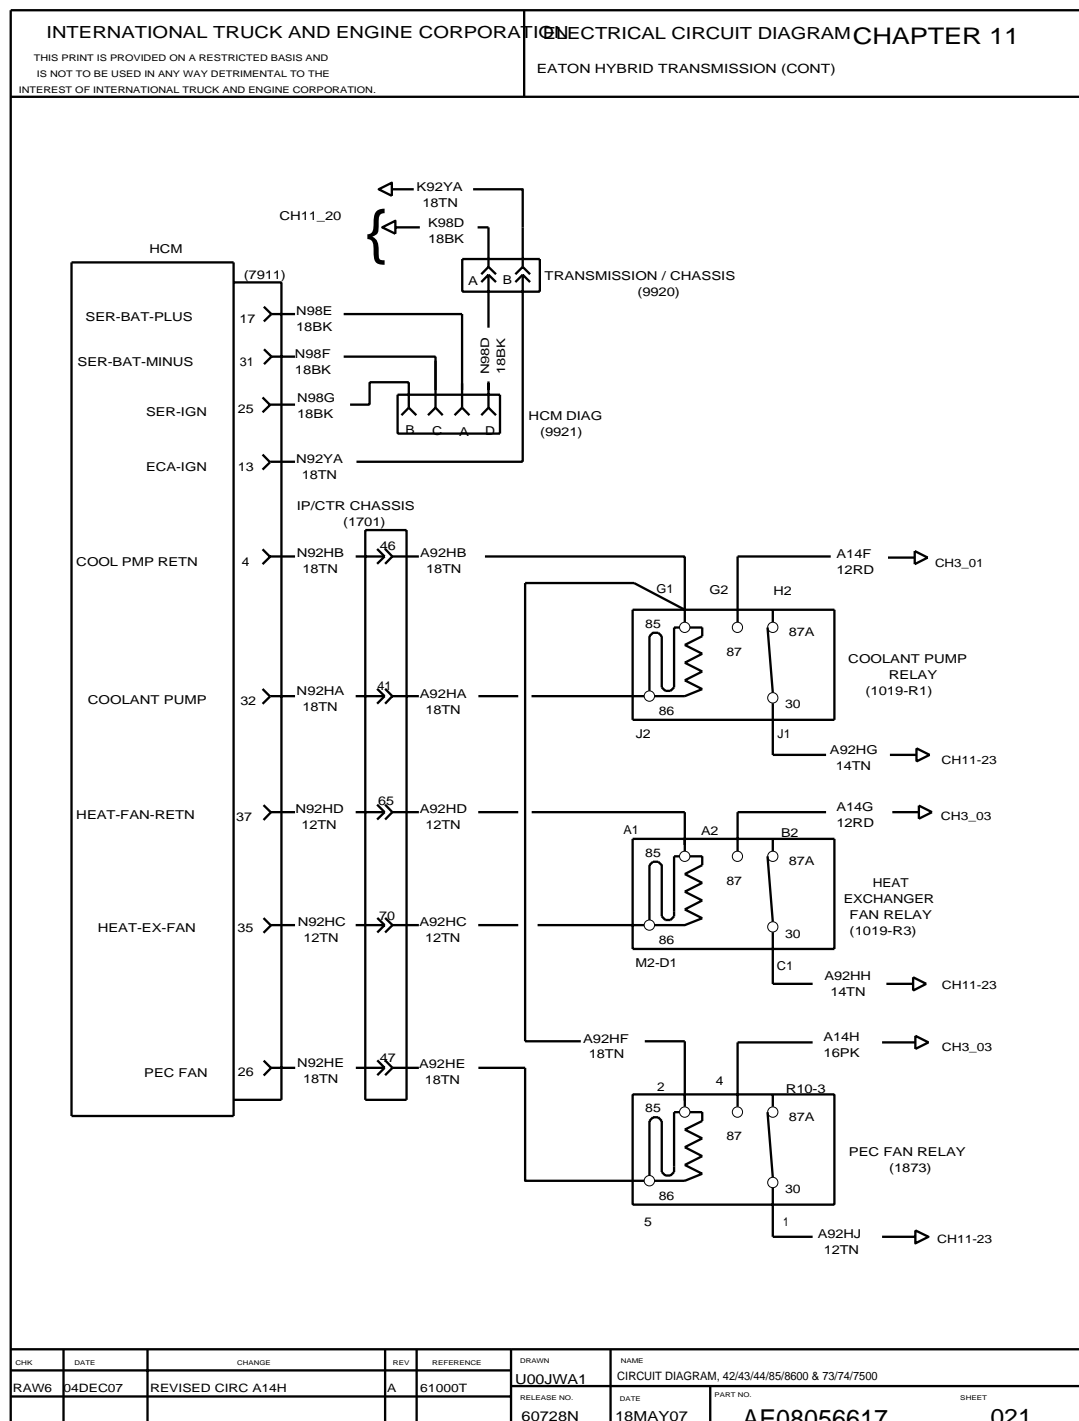 INTERNATIONAL TRUCK AND ENGINE CORPORATION
ELECTRICAL CIRCUIT DIAGRAM CHAPTER 11
THIS PRINT IS PROVIDED ON A RESTRICTED BASIS AND
IS NOT TO BE USED IN ANY WAY DETRIMENTAL TO THE
INTEREST OF INTERNATIONAL TRUCK AND ENGINE CORPORATION.
EATON HYBRID TRANSMISSION (CONT)
K92YA
18TN
CH11_20
{
K98D
18BK
HCM
(7911)
A B
TRANSMISSION / CHASSIS
(9920)
SER-BAT-PLUS
17
N98E
18BK
SER-BAT-MINUS
31
N98F
18BK
N98D
18BK
SER-IGN
25
N98G
18BK
B C A D
HCM DIAG
(9921)
ECA-IGN
13
N92YA
18TN
IP/CTR CHASSIS
(1701)
COOL PMP RETN
4
N92HB
18TN
46
A92HB
18TN
A14F
12RD
CH3_01
G1 G2 H2
85
87
87A
COOLANT PUMP
RELAY
(1019-R1)
COOLANT PUMP
32
N92HA
18TN
41
A92HA
18TN
86
30
J2 J1
A92HG
14TN
CH11-23
HEAT-FAN-RETN
37
N92HD
12TN
65
A92HD
12TN
A14G
12RD
CH3_03
A1 A2 B2
85
87
87A
HEAT
EXCHANGER
FAN RELAY
(1019-R3)
HEAT-EX-FAN
35
N92HC
12TN
70
A92HC
12TN
86
30
M2-D1 C1
A92HH
14TN
CH11-23
A92HF
18TN
A14H
16PK
CH3_03
PEC FAN
26
N92HE
18TN
47
A92HE
18TN
2 4 R10-3
85
87
87A
PEC FAN RELAY
(1873)
86
30
5 1
A92HJ
12TN
CH11-23
CHK DATE CHANGE REV REFERENCE
RAW6 04DEC07 REVISED CIRC A14H A 61000T
DRAWN
U00JWA1
NAME
CIRCUIT DIAGRAM, 42/43/44/85/8600 & 73/74/7500
RELEASE NO.
60728N
DATE
18MAY07
PART NO.
AE08056617
SHEET
021